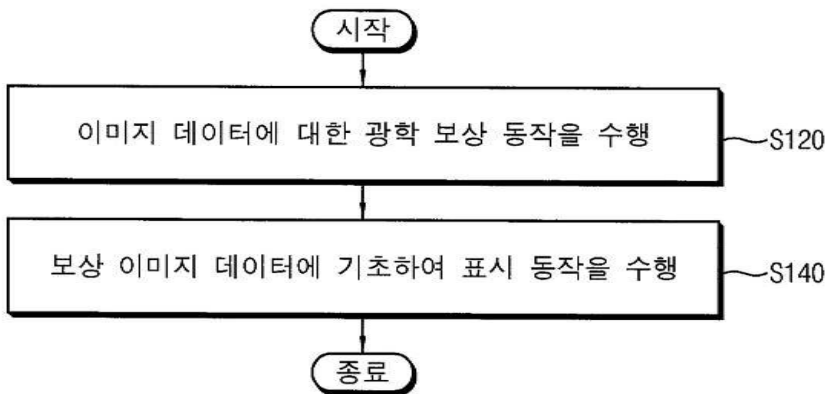 시작
이미지 데이터에 대한 광학 보상 동작을 수행
S120
보상 이미지 데이터에 기초하여 표시 동작을 수행
S140
종료